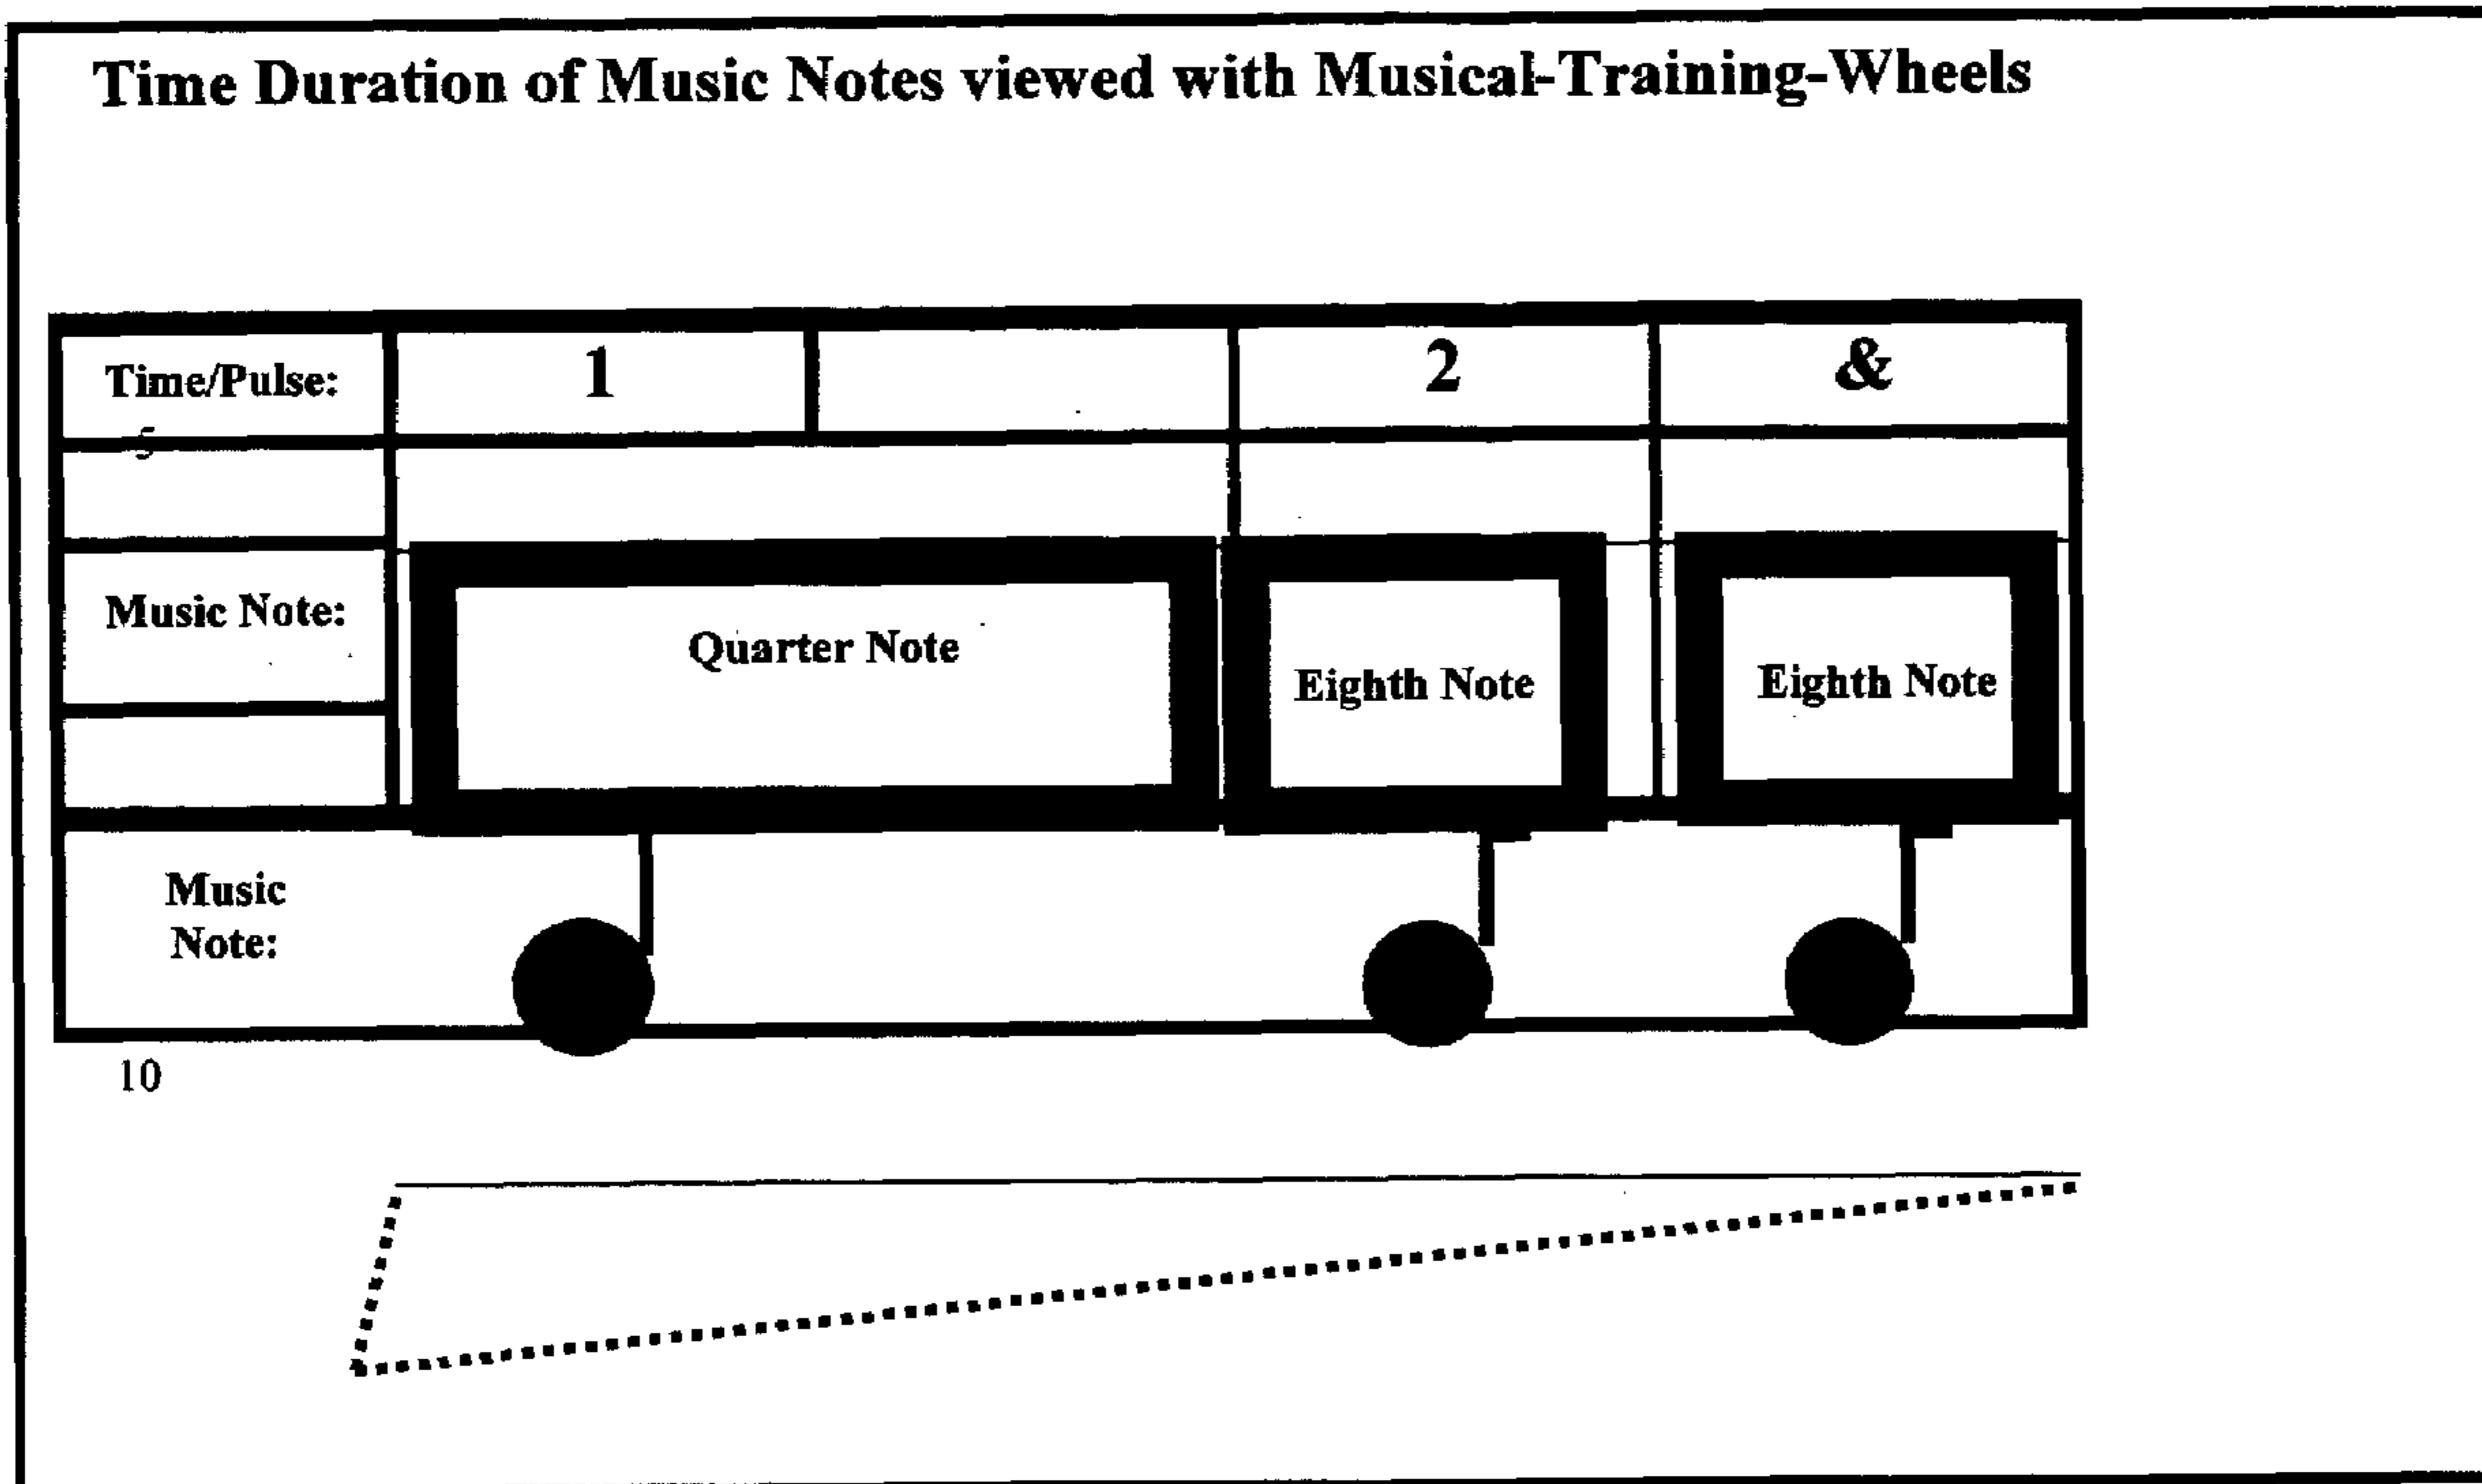 Time Duration of Music Notes viewed with Musical-Training-Wheels
Time/Pulse: 1 2 &
5
Music Note: Quarter Note Eighth Note Eighth Note
Music
Note:
10